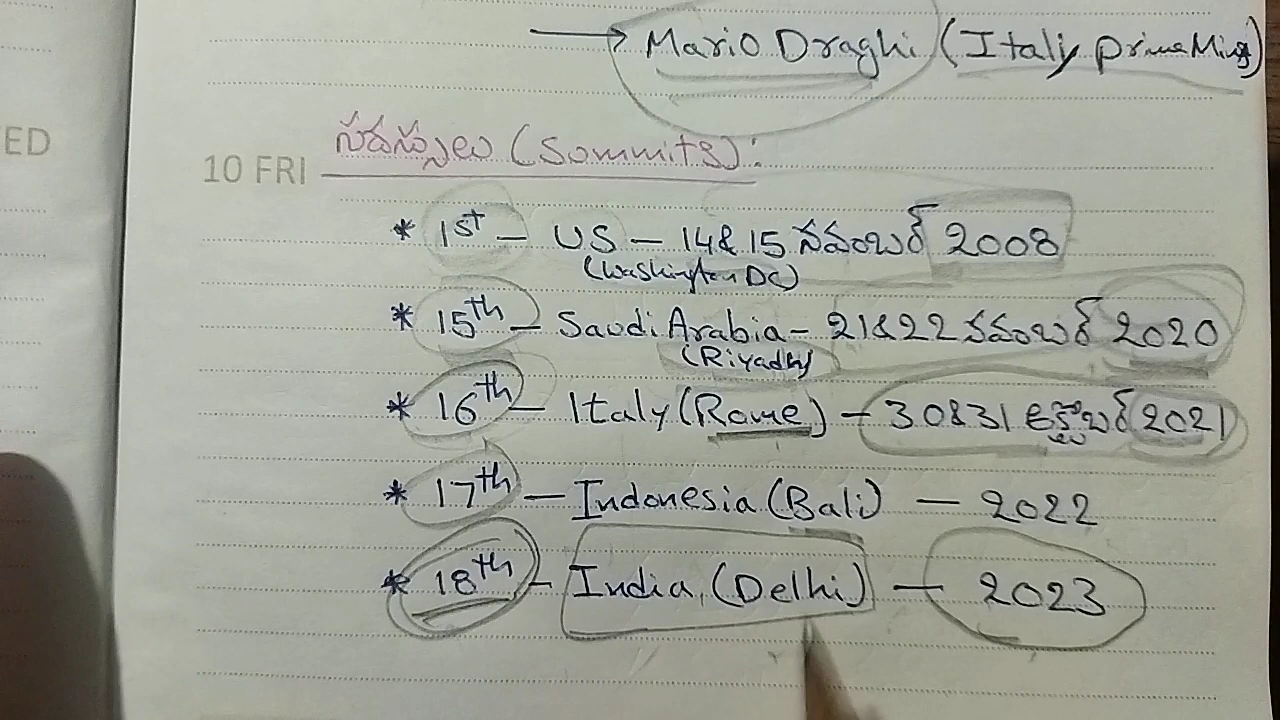 → Mario Draghi (Italy prime Mins)
ED
10 FRI సదస్సులు (Sommits):
* 1st - US - 14&15 నవంబర్ 2008
(Washington DC)
* 15th - Saudi Arabia - 21&22 నవంబర్ 2020
(Riyadh)
* 16th - Italy (Rome) - 30&31 అక్టోబర్ 2021
* 17th - Indonesia (Bali) - 2022
* 18th - India, (Delhi) - 2023